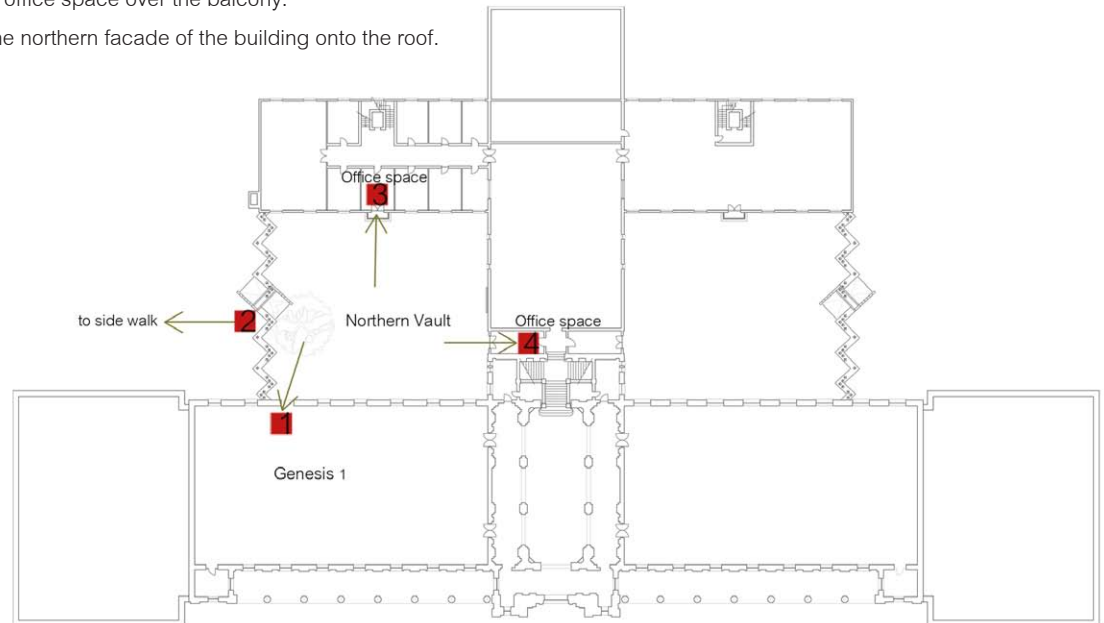 office space over the balcony.
ne northern facade of the building onto the roof.
Office space
3
to side walk
2
Northern Vault
Office space
4
1
Genesis 1